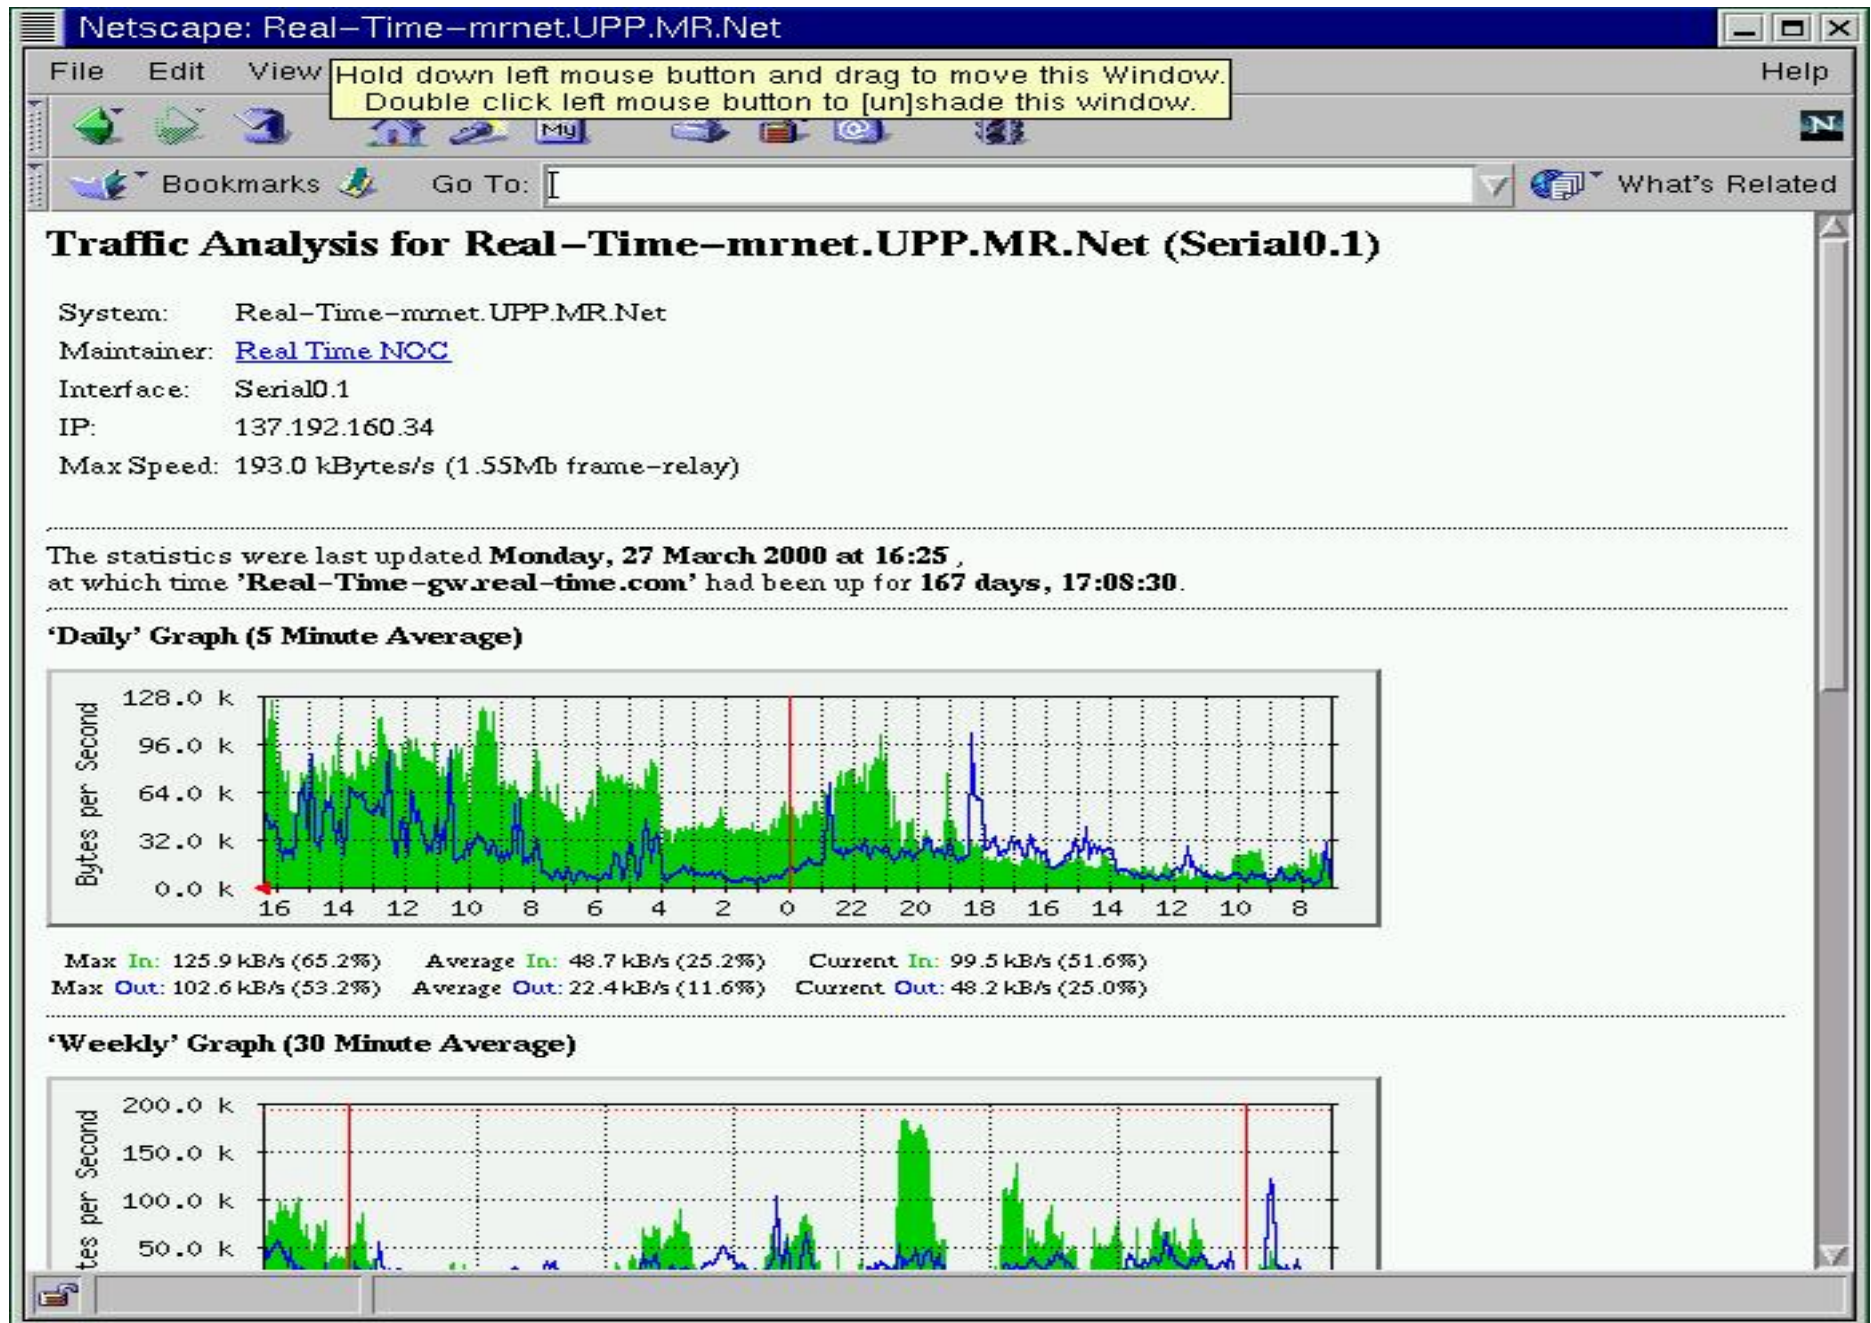 Netscape: Real-Time-mrnet.UPP.MR.Net
File Edit View Help
Hold down left mouse button and drag to move this Window.
Double click left mouse button to [un]shade this window.
My
N
Bookmarks Go To: What's Related
Traffic Analysis for Real-Time-mrnet.UPP.MR.Net (Serial0.1)
System: Real-Time-mrnet.UPP.MR.Net
Maintainer: Real Time NOC
Interface: Serial0.1
IP: 137.192.160.34
Max Speed: 193.0 kBytes/s (1.55Mb frame-relay)
The statistics were last updated Monday, 27 March 2000 at 16:25 ,
at which time 'Real-Time-gw.real-time.com' had been up for 167 days, 17:08:30.
'Daily' Graph (5 Minute Average)
Bytes per Second
128.0 k
96.0 k
64.0 k
32.0 k
0.0 k
16 14 12 10 8 6 4 2 0 22 20 18 16 14 12 10 8
Max In: 125.9 kB/s (65.2%) Average In: 48.7 kB/s (25.2%) Current In: 99.5 kB/s (51.6%)
Max Out: 102.6 kB/s (53.2%) Average Out: 22.4 kB/s (11.6%) Current Out: 48.2 kB/s (25.0%)
'Weekly' Graph (30 Minute Average)
tes per Second
200.0 k
150.0 k
100.0 k
50.0 k